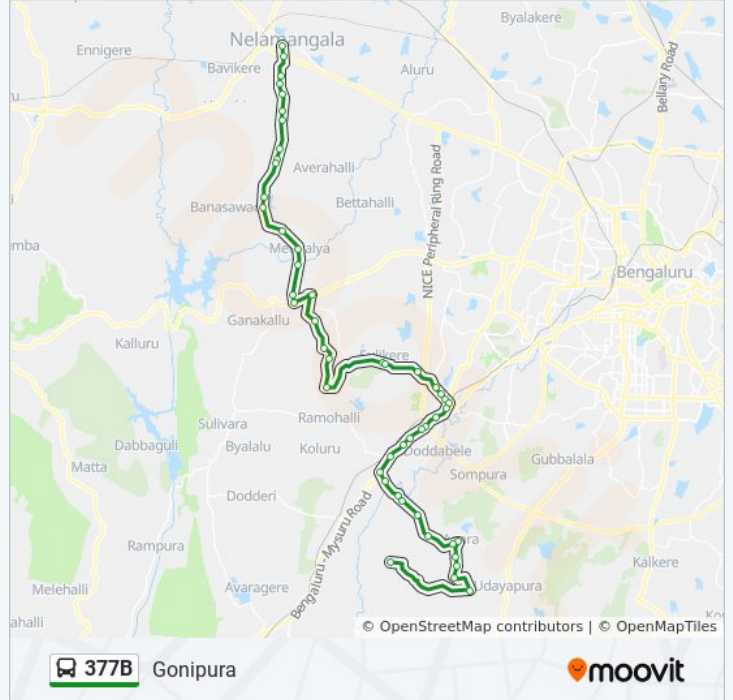 Byalakere
Nelamangala
Ennigere
Bavikere
Aluru
Bellary Road
Averahalli
NICE Peripheral Ring Road
Banasawadi
Bettahalli
Bengaluru
Ganakallu
Kalluru
Sulikere
Ramohalli
Sulivara
Dabbaguli
Byalalu
Koluru
Doddabele
Gubbalala
Matta
Sompura
Dodderi
Bengaluru - Mysuru Road
Rampura
Kalkere
Melehalli
Avaragere
Udayapura
© OpenStreetMap contributors | © OpenMapTiles
377B
Gonipura
moovit